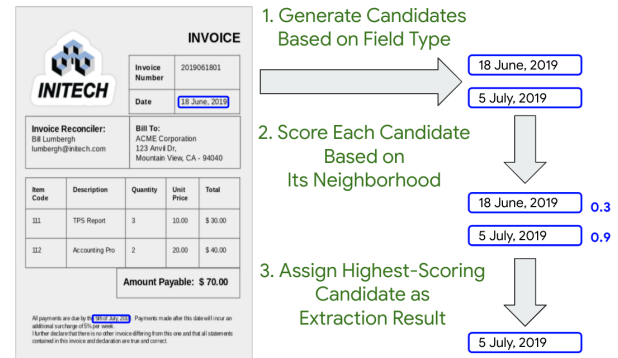 INVOICE
INITECH
Invoice Number
2019061801
Date
18 June, 2019
Invoice Reconciler:
Bill Lumbergh
lumbergh@initech.com
Bill To:
ACME Corporation
123 Anvil Dr,
Mountain View, CA - 94040
Item Code Description Quantity Unit Price Total
111 TPS Report 3 10.00 $ 30.00
112 Accounting Pro 2 20.00 $ 40.00
Amount Payable: $ 70.00
All payments are due by the 5th of July, Payments made after this date will incur an
additional surcharge of 5% per week.
I further declare that there is no other invoice differing from this one and that all statements
contained in this invoice and declaration are true and correct.
1. Generate Candidates
Based on Field Type
18 June, 2019
5 July, 2019
2. Score Each Candidate
Based on
Its Neighborhood
18 June, 2019 0.3
5 July, 2019 0.9
3. Assign Highest-Scoring
Candidate as
Extraction Result
5 July, 2019